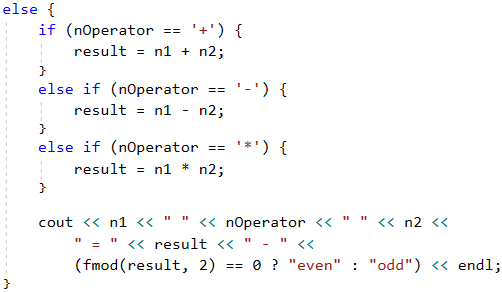 else {
    if (nOperator == '+') {
        result = n1 + n2;
    }
    else if (nOperator == '-') {
        result = n1 - n2;
    }
    else if (nOperator == '*') {
        result = n1 * n2;
    }

    cout << n1 << " " << nOperator << " " << n2 <<
        " = " << result << " - " <<
        (fmod(result, 2) == 0 ? "even" : "odd") << endl;
}